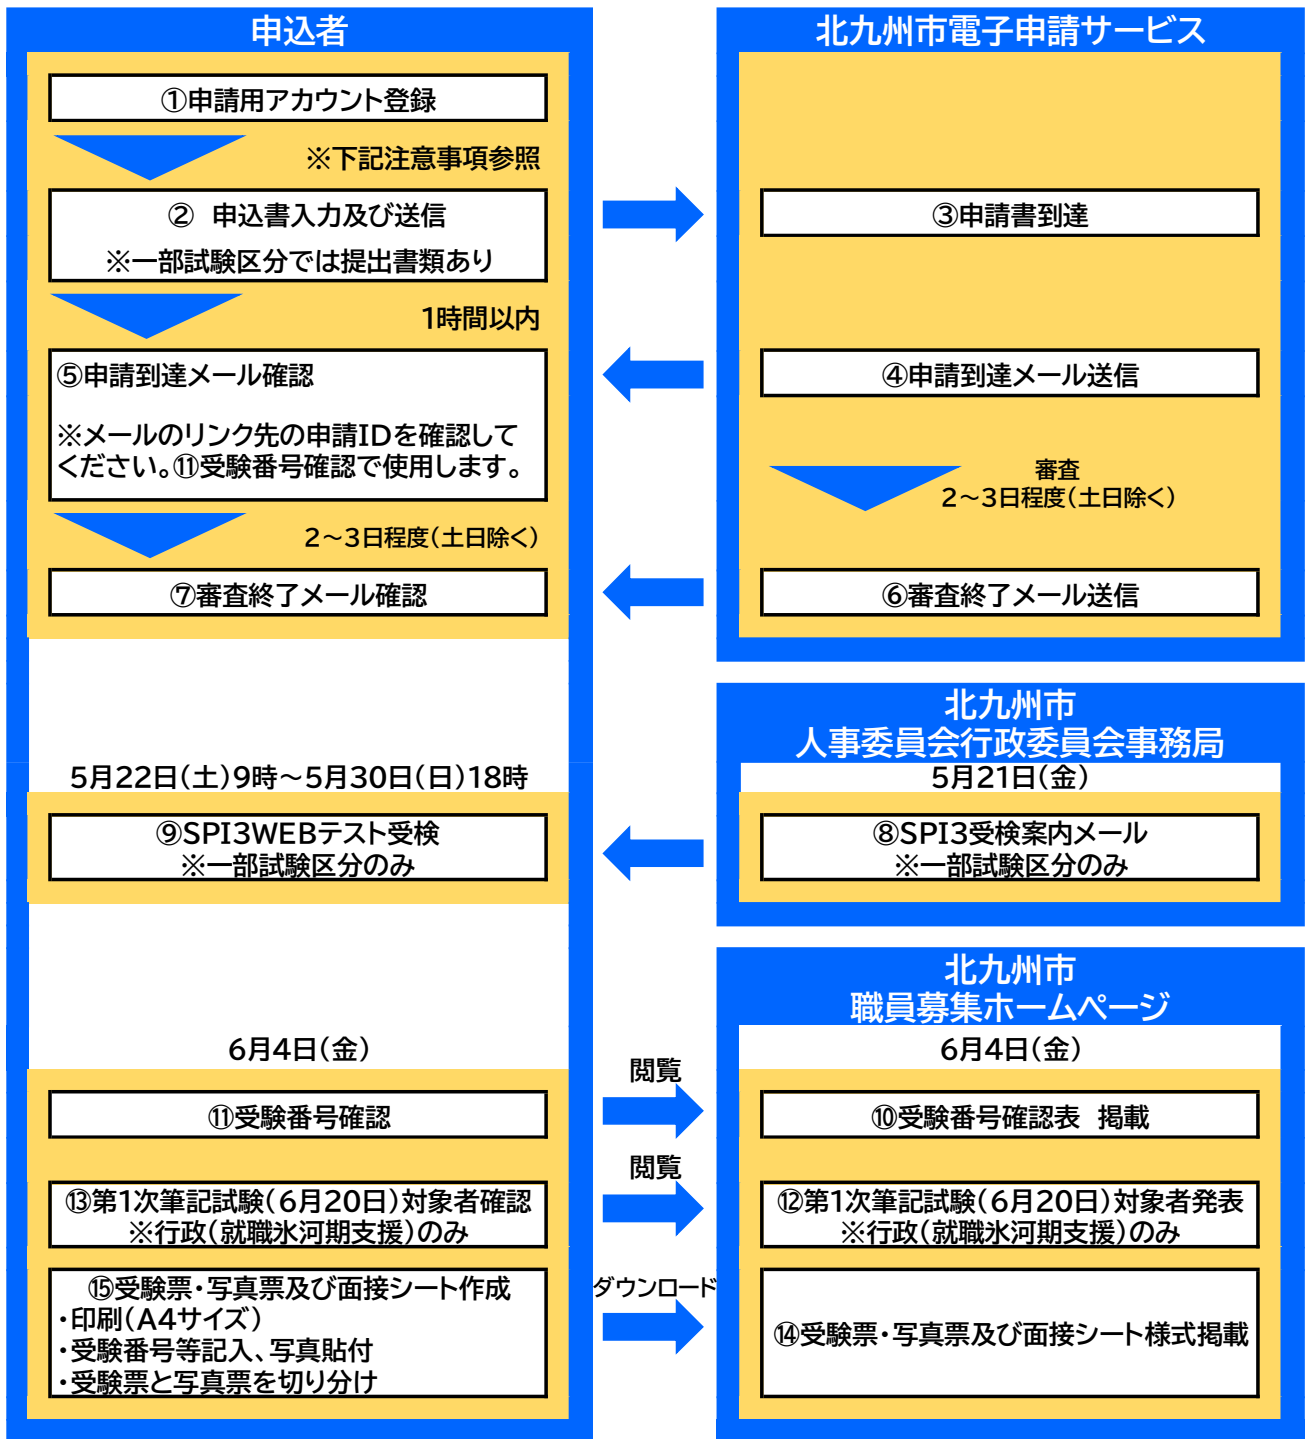 申込者
①申請用アカウント登録
※下記注意事項参照
② 申込書入力及び送信
※一部試験区分では提出書類あり
1時間以内
⑤申請到達メール確認
※メールのリンク先の申請IDを確認して
ください。⑪受験番号確認で使用します。
2～3日程度(土日除く)
⑦審査終了メール確認
5月22日(土)9時～5月30日(日)18時
⑨SPI3WEBテスト受検
※一部試験区分のみ
6月4日(金)
⑪受験番号確認
⑬第1次筆記試験(6月20日)対象者確認
※行政(就職氷河期支援)のみ
⑮受験票・写真票及び面接シート作成
・印刷(A4サイズ)
・受験番号等記入、写真貼付
・受験票と写真票を切り分け
閲覧
閲覧
ダウンロード
北九州市電子申請サービス
③申請書到達
④申請到達メール送信
審査
2～3日程度(土日除く)
⑥審査終了メール送信
北九州市
人事委員会行政委員会事務局
5月21日(金)
⑧SPI3受検案内メール
※一部試験区分のみ
北九州市
職員募集ホームページ
6月4日(金)
⑩受験番号確認表 掲載
⑫第1次筆記試験(6月20日)対象者発表
※行政(就職氷河期支援)のみ
⑭受験票・写真票及び面接シート様式掲載